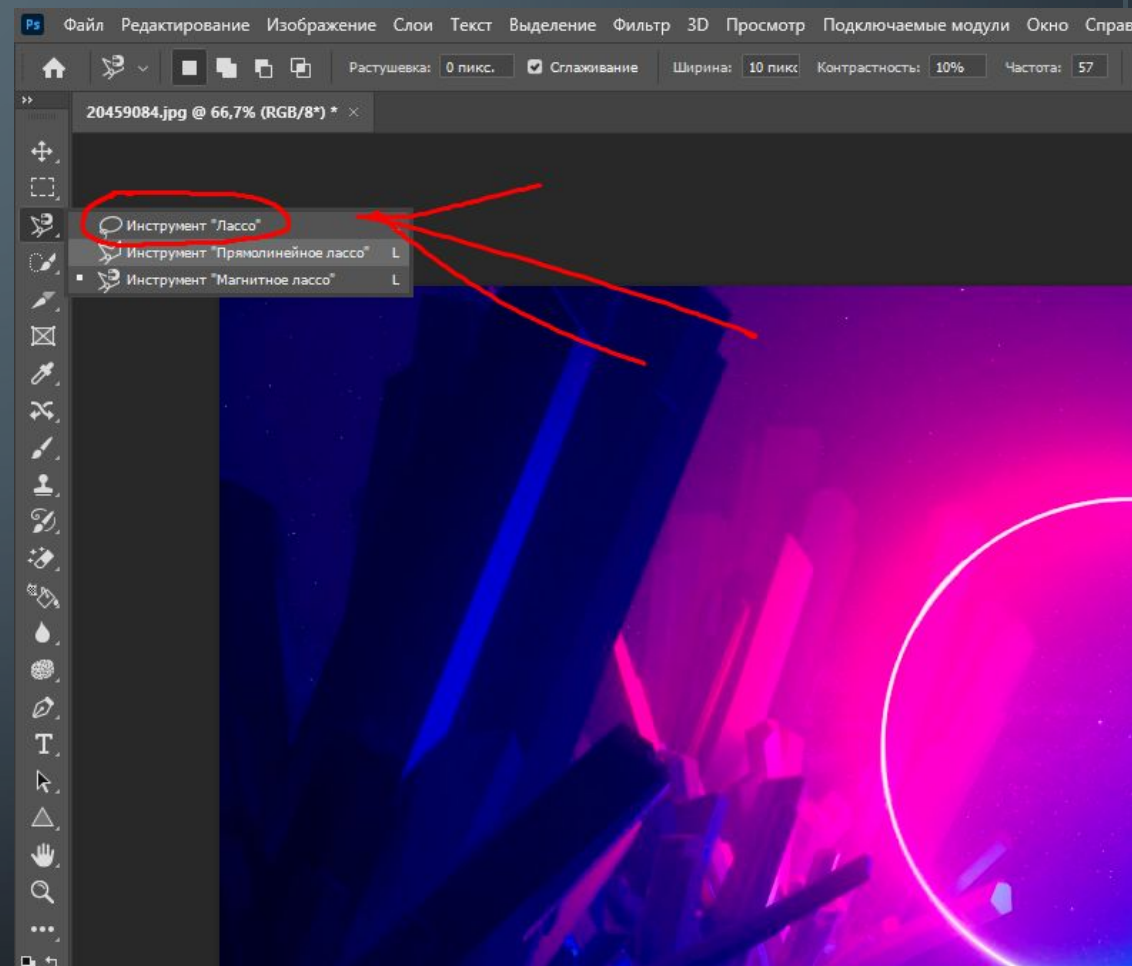 Ps Файл Редактирование Изображение Слои Текст Выделение Фильтр 3D Просмотр Подключаемые модули Окно Справ
Растушевка: 0 пикс. Сглаживание Ширина: 10 пикс Контрастность: 10% Частота: 57
20459084.jpg @ 66,7% (RGB/8*) * ×
Инструмент "Лассо"
Инструмент "Прямолинейное лассо" L
Инструмент "Магнитное лассо" L